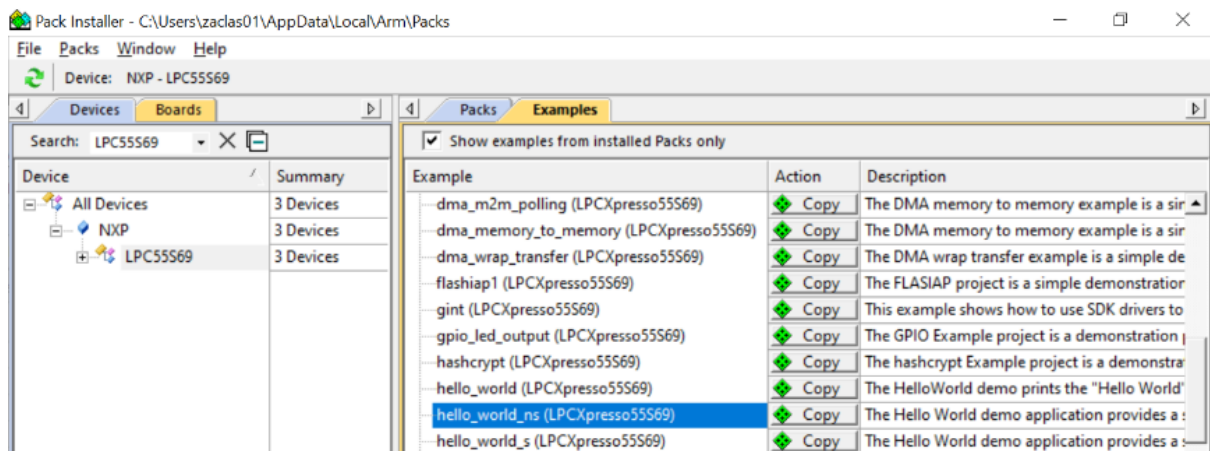 Pack Installer - C:\Users\zaclas01\AppData\Local\Arm\Packs
File Packs Window Help
Device: NXP - LPC55S69
Devices Boards
Search: LPC55S69
Device Summary
All Devices 3 Devices
NXP 3 Devices
LPC55S69 3 Devices
Packs Examples
Show examples from installed Packs only
Example Action Description
dma_m2m_polling (LPCXpresso55S69) Copy The DMA memory to memory example is a sir
dma_memory_to_memory (LPCXpresso55S69) Copy The DMA memory to memory example is a sir
dma_wrap_transfer (LPCXpresso55S69) Copy The DMA wrap transfer example is a simple de
flashiap1 (LPCXpresso55S69) Copy The FLASIAP project is a simple demonstration
gint (LPCXpresso55S69) Copy This example shows how to use SDK drivers to
gpio_led_output (LPCXpresso55S69) Copy The GPIO Example project is a demonstration
hashcrypt (LPCXpresso55S69) Copy The hashcrypt Example project is a demonstra
hello_world (LPCXpresso55S69) Copy The HelloWorld demo prints the "Hello World"
hello_world_ns (LPCXpresso55S69) Copy The Hello World demo application provides a s
hello_world_s (LPCXpresso55S69) Copy The Hello World demo application provides a s